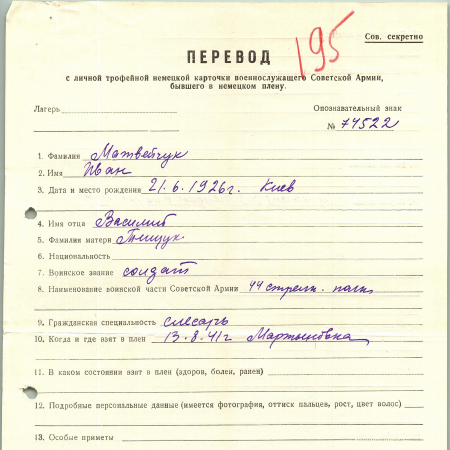 195
Сов. секретно
ПЕРЕВОД
с личной трофейной немецкой карточки военнослужащего Советской Армии,
бывшего в немецком плену.
Лагерь
Опознавательный знак
№ 74522
1. Фамилия Матвейчук
2. Имя Иван
3. Дата и место рождения 21.6.1926г. Киев
4. Имя отца Василий
5. Фамилия матери Тищук
6. Национальность
7. Воинское звание солдат
8. Наименование воинской части Советской Армии 44 стрелк. полк
9. Гражданская специальность слесарь
10. Когда и где взят в плен 13.8.41г Мартыновка
11. В каком состоянии взят в плен (здоров, болен, ранен)
12. Подробные персональные данные (имеется фотография, оттиск пальцев, рост, цвет волос)
13. Особые приметы